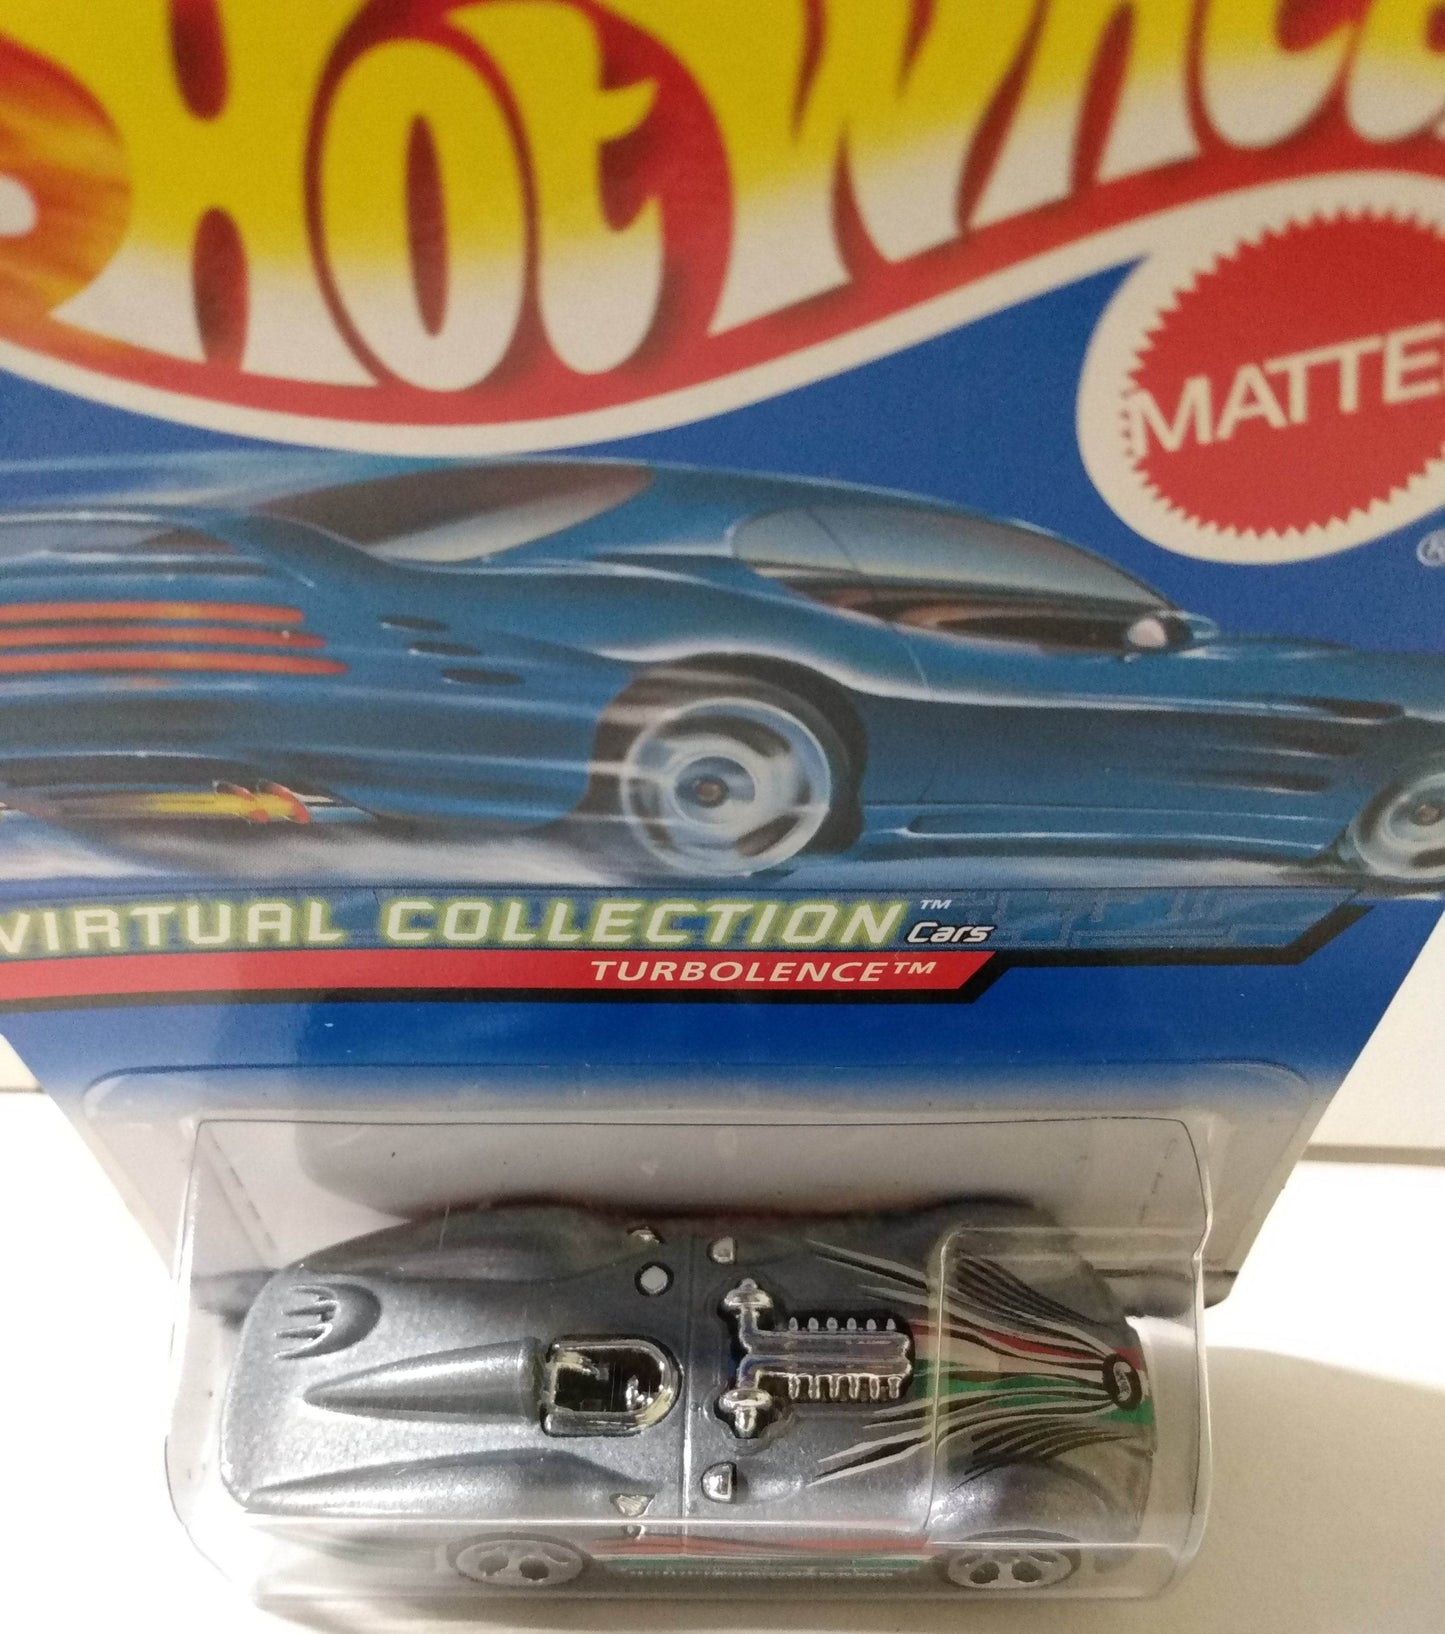 HOT WHEE
MATTE
®
VIRTUAL COLLECTION™ Cars
TURBOLENCE™